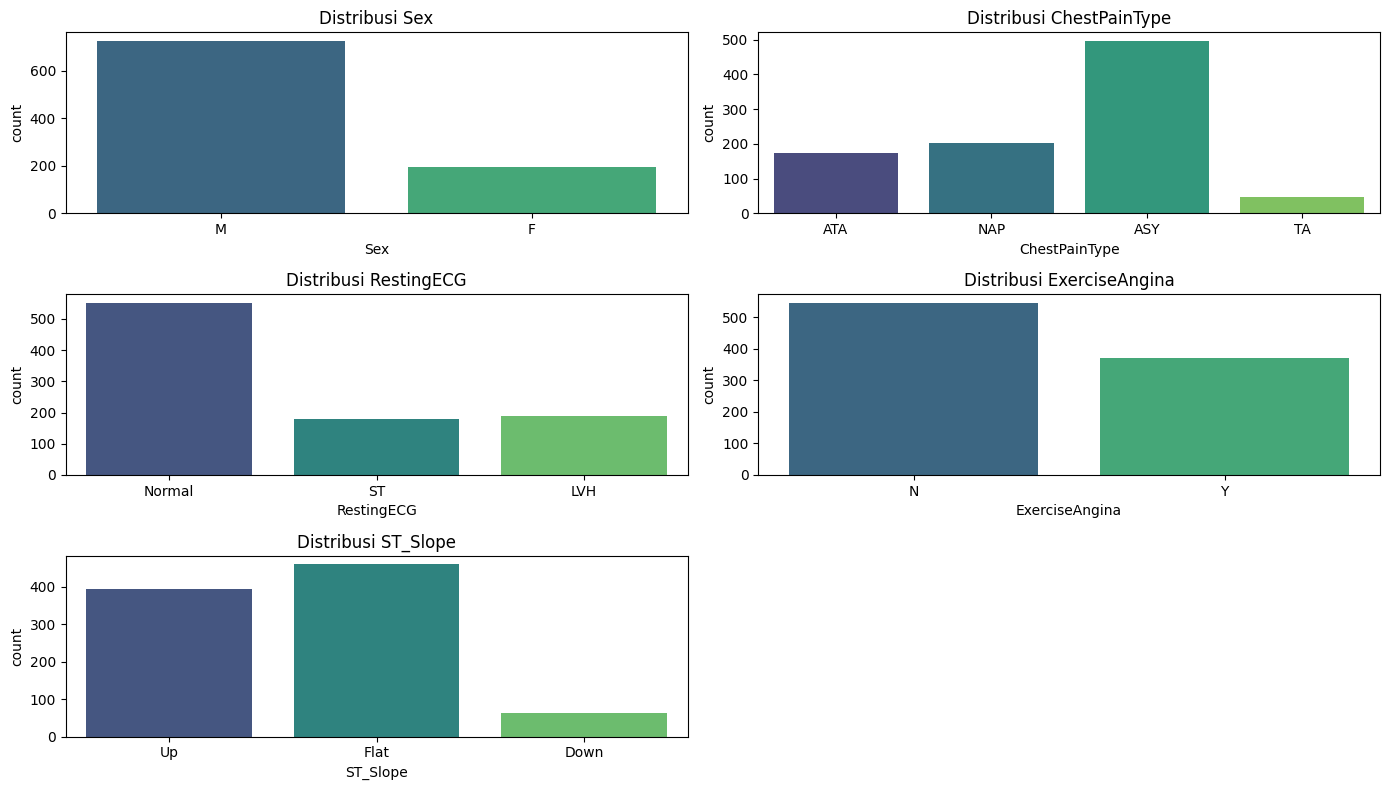 Distribusi Sex
600
400
200
0
count
M
F
Sex
Distribusi ChestPainType
500
400
300
200
100
0
count
ATA
NAP
ASY
TA
ChestPainType
Distribusi RestingECG
500
400
300
200
100
0
count
Normal
ST
LVH
RestingECG
Distribusi ExerciseAngina
500
400
300
200
100
0
count
N
Y
ExerciseAngina
Distribusi ST_Slope
400
300
200
100
0
count
Up
Flat
Down
ST_Slope